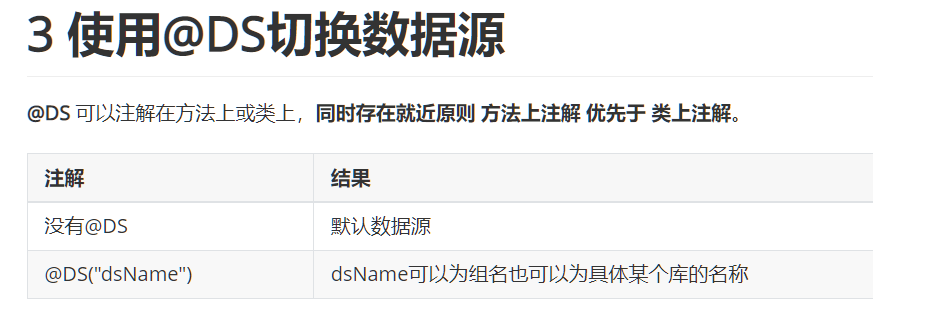 3 使用@DS切换数据源
@DS 可以注解在方法上或类上，同时存在就近原则 方法上注解 优先于 类上注解。
注解 结果
没有@DS 默认数据源
@DS("dsName") dsName可以为组名也可以为具体某个库的名称